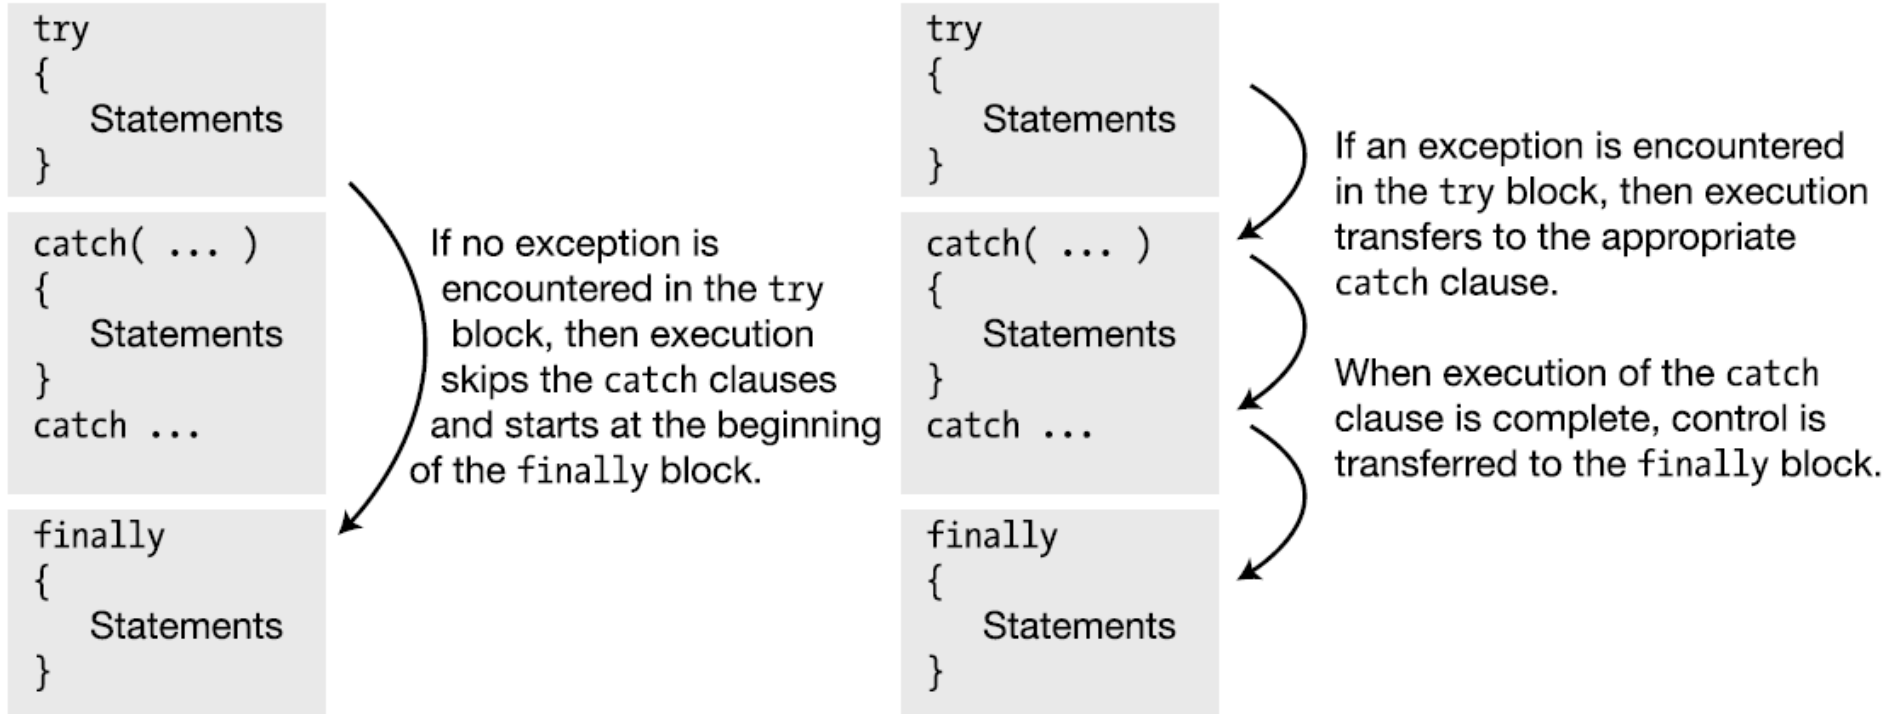 try
{
Statements
}
catch( ... )
{
Statements
}
catch ...
finally
{
Statements
}
If no exception is
encountered in the try
block, then execution
skips the catch clauses
and starts at the beginning
of the finally block.
try
{
Statements
}
catch( ... )
{
Statements
}
catch ...
finally
{
Statements
}
If an exception is encountered
in the try block, then execution
transfers to the appropriate
catch clause.
When execution of the catch
clause is complete, control is
transferred to the finally block.